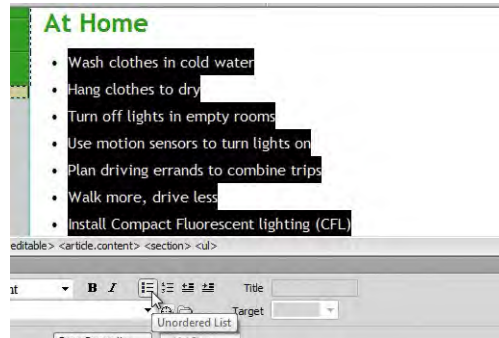 At Home
• Wash clothes in cold water
• Hang clothes to dry
• Turn off lights in empty rooms
• Use motion sensors to turn lights on
• Plan driving errands to combine trips
• Walk more, drive less
• Install Compact Fluorescent lighting (CFL)
editable> <article.content> <section> <ul>
B I Title
Target
Unordered List